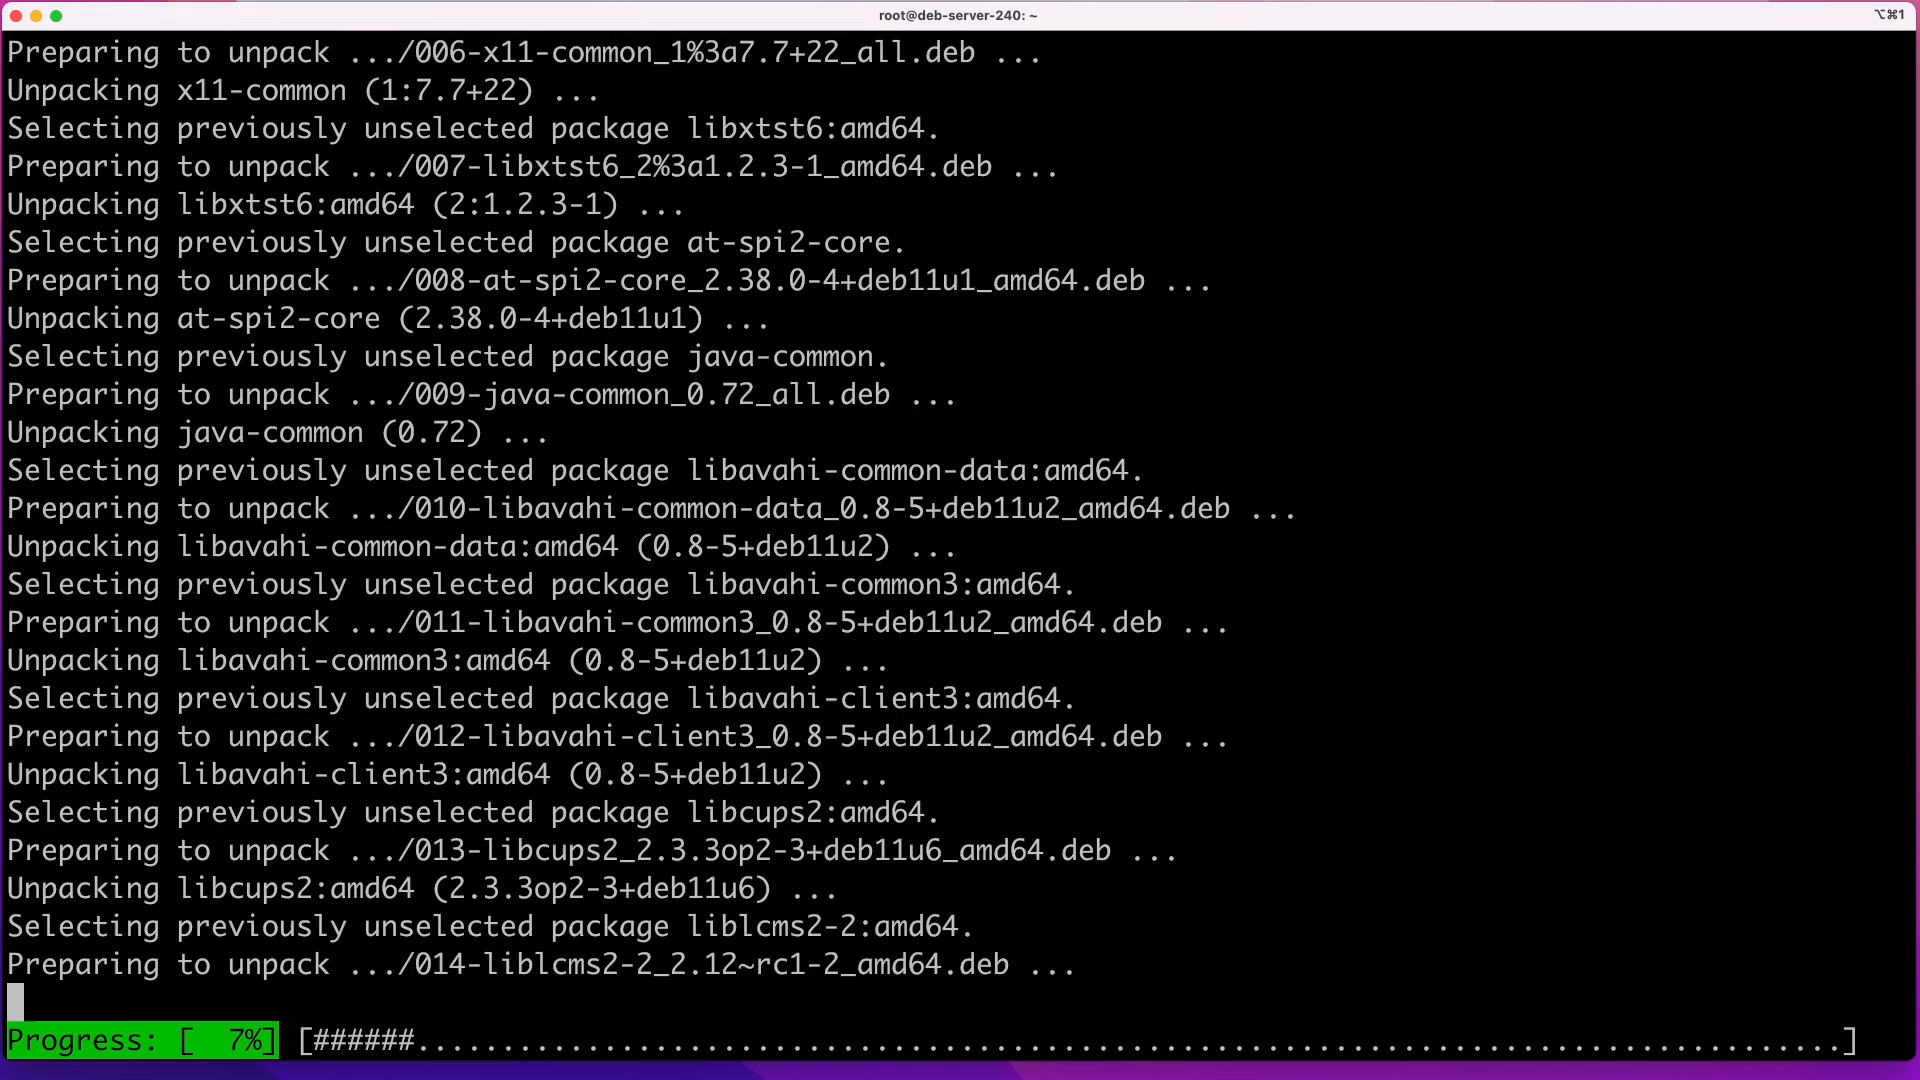 root@deb-server-240: ~
⌥⌘1
Preparing to unpack .../006-x11-common_1%3a7.7+22_all.deb ...
Unpacking x11-common (1:7.7+22) ...
Selecting previously unselected package libxtst6:amd64.
Preparing to unpack .../007-libxtst6_2%3a1.2.3-1_amd64.deb ...
Unpacking libxtst6:amd64 (2:1.2.3-1) ...
Selecting previously unselected package at-spi2-core.
Preparing to unpack .../008-at-spi2-core_2.38.0-4+deb11u1_amd64.deb ...
Unpacking at-spi2-core (2.38.0-4+deb11u1) ...
Selecting previously unselected package java-common.
Preparing to unpack .../009-java-common_0.72_all.deb ...
Unpacking java-common (0.72) ...
Selecting previously unselected package libavahi-common-data:amd64.
Preparing to unpack .../010-libavahi-common-data_0.8-5+deb11u2_amd64.deb ...
Unpacking libavahi-common-data:amd64 (0.8-5+deb11u2) ...
Selecting previously unselected package libavahi-common3:amd64.
Preparing to unpack .../011-libavahi-common3_0.8-5+deb11u2_amd64.deb ...
Unpacking libavahi-common3:amd64 (0.8-5+deb11u2) ...
Selecting previously unselected package libavahi-client3:amd64.
Preparing to unpack .../012-libavahi-client3_0.8-5+deb11u2_amd64.deb ...
Unpacking libavahi-client3:amd64 (0.8-5+deb11u2) ...
Selecting previously unselected package libcups2:amd64.
Preparing to unpack .../013-libcups2_2.3.3op2-3+deb11u6_amd64.deb ...
Unpacking libcups2:amd64 (2.3.3op2-3+deb11u6) ...
Selecting previously unselected package liblcms2-2:amd64.
Preparing to unpack .../014-liblcms2-2_2.12~rc1-2_amd64.deb ...
Progress: [  7%] [######.....................................................................................]